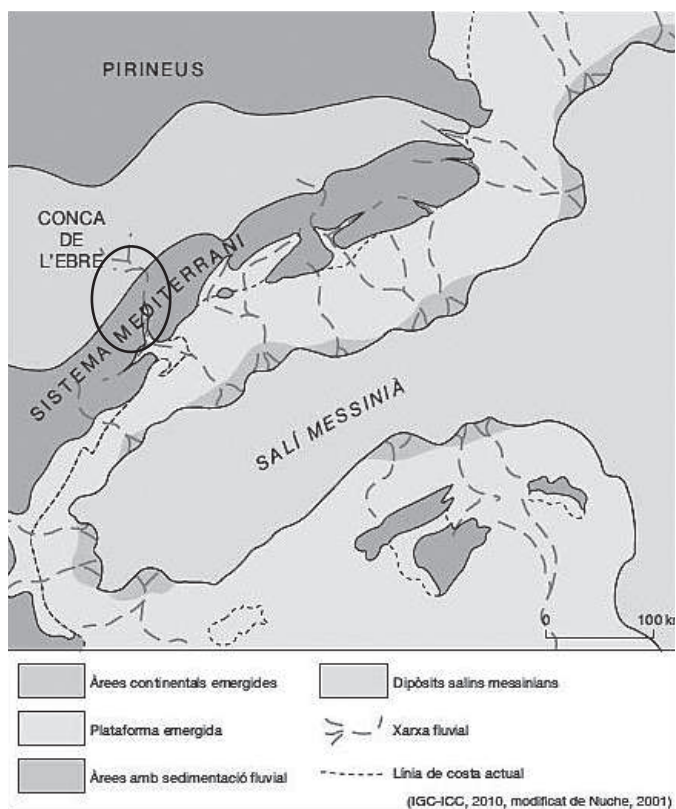 PIRINEUS
CONCA
DE
L'EBRE
SISTEMA MEDITERRANI
SALÍ MESSINIÀ
0 100 km
Àrees continentals emergides
Dipòsits salins messinians
Plataforma emergida
Xarxa fluvial
Àrees amb sedimentació fluvial
Línia de costa actual
(IGC-ICC, 2010, modificat de Nuche, 2001)